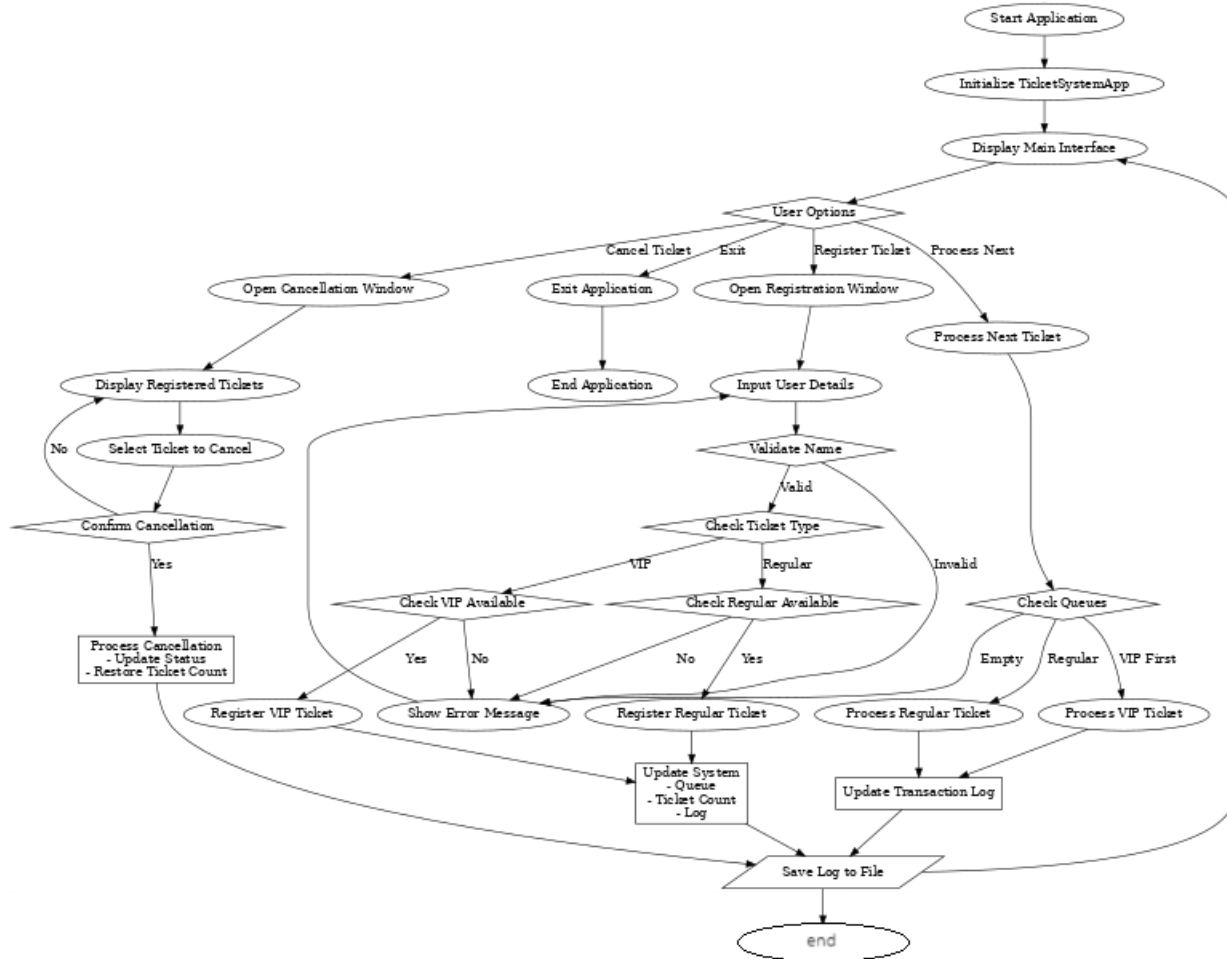 Start Application
Initialize TicketSystemApp
Display Main Interface
User Options
Cancel Ticket
Exit
Register Ticket
Process Next
Open Cancellation Window
Exit Application
Open Registration Window
Process Next Ticket
Display Registered Tickets
End Application
Input User Details
No
Select Ticket to Cancel
Validate Name
Valid
Confirm Cancellation
Check Ticket Type
Yes
VIP
Regular
Invalid
Check VIP Available
Check Regular Available
Check Queues
Process Cancellation
- Update Status
- Restore Ticket Count
Yes
No
No
Yes
Empty
Regular
VIP First
Register VIP Ticket
Show Error Message
Register Regular Ticket
Process Regular Ticket
Process VIP Ticket
Update System
- Queue
- Ticket Count
- Log
Update Transaction Log
Save Log to File
end